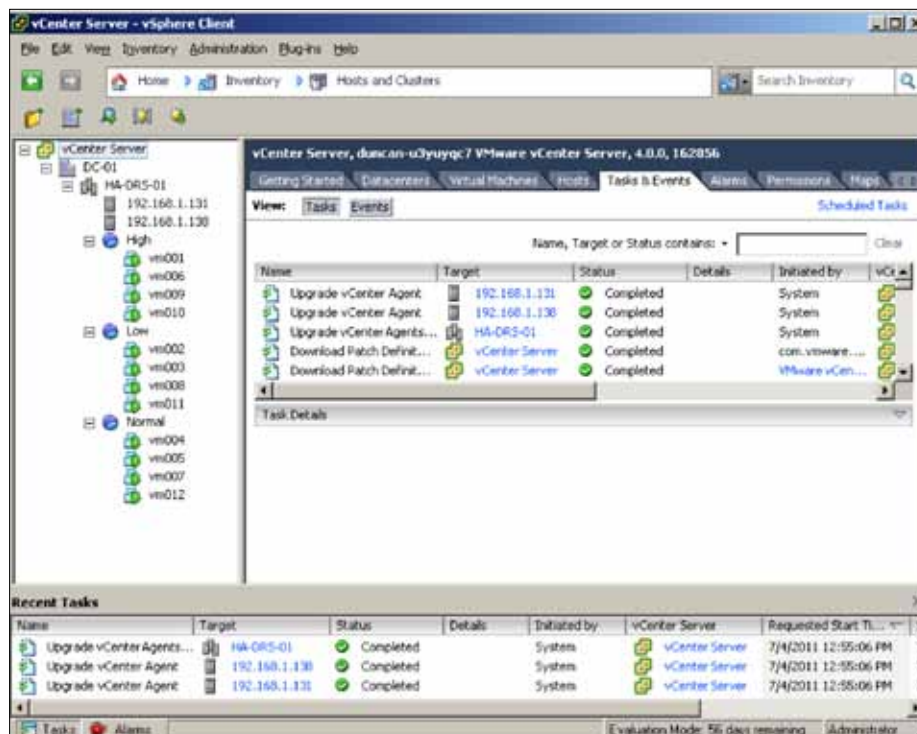 vCenter Server - vSphere Client
File Edit View Inventory Administration Plug-ins Help
Home Inventory Hosts and Clusters Search Inventory
vCenter Server
DC-01
HA-DRS-01
192.168.1.131
192.168.1.138
High
vm001
vm006
vm009
vm010
Low
vm002
vm003
vm008
vm011
Normal
vm004
vm005
vm007
vm012
vCenter Server, duncan-u3yuyqc7 VMware vCenter Server, 4.0.0, 162856
Getting Started Datacenters Virtual Machines Hosts Tasks & Events Alarms Permissions Maps
View: Tasks Events Scheduled Tasks
Name, Target or Status contains: Clear
Name Target Status Details Initiated by vCe
Upgrade vCenter Agent 192.168.1.131 Completed System
Upgrade vCenter Agent 192.168.1.138 Completed System
Upgrade vCenter Agents... HA-DRS-01 Completed System
Download Patch Definit... vCenter Server Completed com.vmware....
Download Patch Definit... vCenter Server Completed VMware vCen...
Task Details
Recent Tasks
Name Target Status Details Initiated by vCenter Server Requested Start Ti...
Upgrade vCenter Agents... HA-DRS-01 Completed System vCenter Server 7/4/2011 12:55:06 PM
Upgrade vCenter Agent 192.168.1.138 Completed System vCenter Server 7/4/2011 12:55:06 PM
Upgrade vCenter Agent 192.168.1.131 Completed System vCenter Server 7/4/2011 12:55:06 PM
Tasks Alarms Evaluation Mode: 56 days remaining Administrator